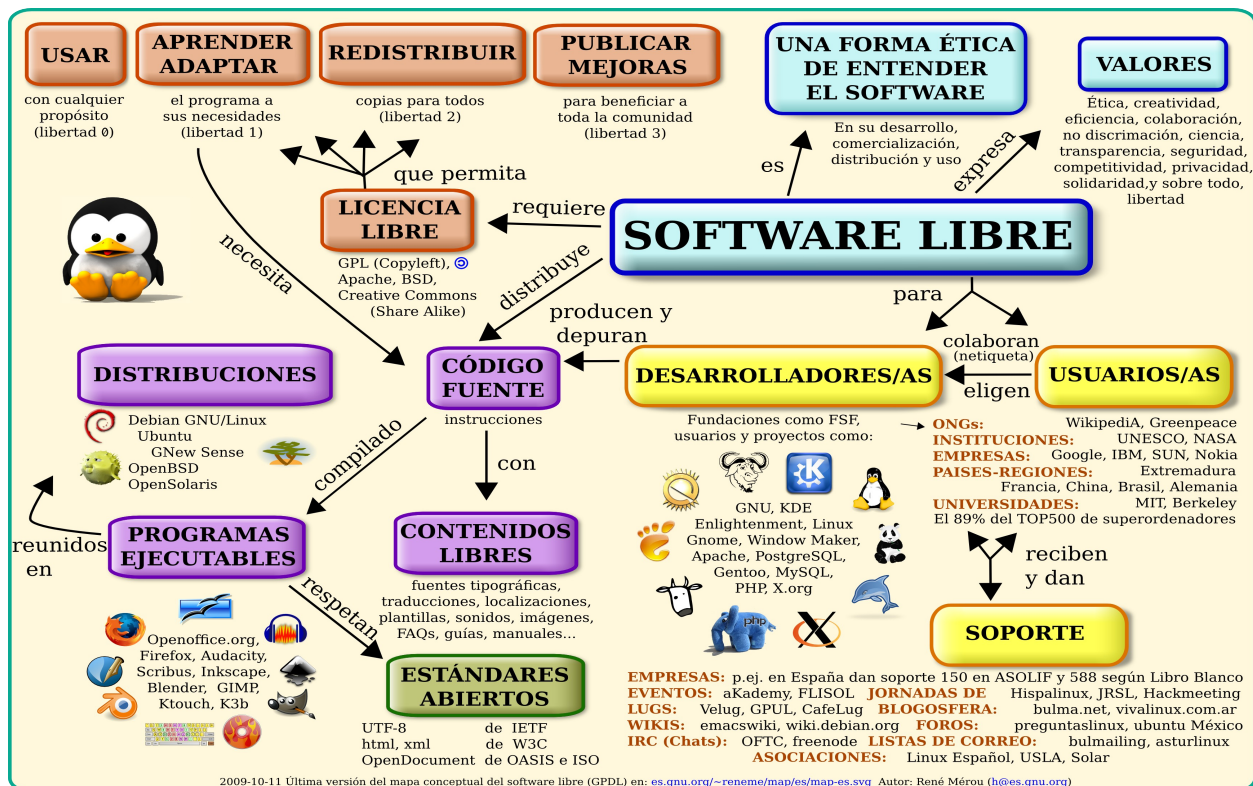 USAR
con cualquier
propósito
(libertad 0)
APRENDER
ADAPTAR
el programa a
sus necesidades
(libertad 1)
REDISTRIBUIR
copias para todos
(libertad 2)
PUBLICAR
MEJORAS
para beneficiar a
toda la comunidad
(libertad 3)
UNA FORMA ÉTICA
DE ENTENDER
EL SOFTWARE
En su desarrollo,
comercialización,
distribución y uso
VALORES
Ética, creatividad,
eficiencia, colaboración,
no discriminación, ciencia,
transparencia, seguridad,
competitividad, privacidad,
solidaridad,y sobre todo,
libertad
que permita
es
expresa
LICENCIA
LIBRE
requiere
SOFTWARE LIBRE
GPL (Copyleft),
Apache, BSD,
Creative Commons
(Share Alike)
necesita
distribuye
para
producen y
depuran
colaboran
(netiqueta)
eligen
DISTRIBUCIONES
Debian GNU/Linux
Ubuntu
GNew Sense
OpenBSD
OpenSolaris
CÓDIGO
FUENTE
instrucciones
DESARROLLADORES/AS
Fundaciones como FSF,
usuarios y proyectos como:
GNU, KDE
Enlightenment, Linux
Gnome, Window Maker,
Apache, PostgreSQL,
Gentoo, MySQL,
PHP, X.org
php
USUARIOS/AS
ONGs: WikipediA, Greenpeace
INSTITUCIONES: UNESCO, NASA
EMPRESAS: Google, IBM, SUN, Nokia
PAISES-REGIONES: Extremadura
Francia, China, Brasil, Alemania
UNIVERSIDADES: MIT, Berkeley
El 89% del TOP500 de superordenadores
compilado
con
reunidos
en
PROGRAMAS
EJECUTABLES
CONTENIDOS
LIBRES
fuentes tipográficas,
traducciones, localizaciones,
plantillas, sonidos, imágenes,
FAQs, guías, manuales...
respetan
reciben
y dan
Openoffice.org,
Firefox, Audacity,
Scribus, Inkscape,
Blender, GIMP,
Ktouch, K3b
ESTÁNDARES
ABIERTOS
UTF-8 de IETF
html, xml de W3C
OpenDocument de OASIS e ISO
SOPORTE
EMPRESAS: p.ej. en España dan soporte 150 en ASOLIF y 588 según Libro Blanco
EVENTOS: aKademy, FLISOL JORNADAS DE Hispalinux, JRSL, Hackmeeting
LUGS: Velug, GPUL, CafeLug BLOGOSFERA: bulma.net, vivalinux.com.ar
WIKIS: emacswiki, wiki.debian.org FOROS: preguntaslinux, ubuntu México
IRC (Chats): OFTC, freenode LISTAS DE CORREO: bulmailing, asturlinux
ASOCIACIONES: Linux Español, USLA, Solar
2009-10-11 Última versión del mapa conceptual del software libre (GPDL) en: es.gnu.org/~reneme/map/es/map-es.svg Autor: René Mérou (h@es.gnu.org)